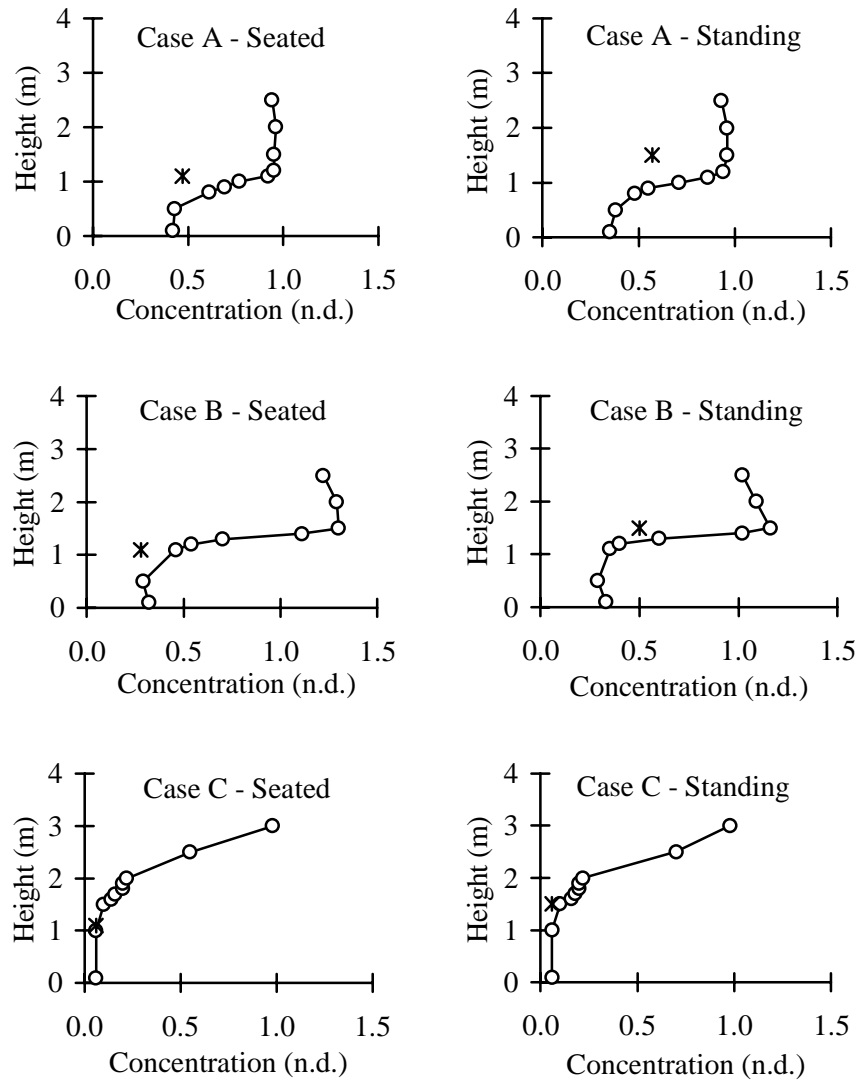 Case A - Seated
Height (m)
4
3
2
1
0
0.0 0.5 1.0 1.5
Concentration (n.d.)
Case A - Standing
Height (m)
4
3
2
1
0
0.0 0.5 1.0 1.5
Concentration (n.d.)
Case B - Seated
Height (m)
4
3
2
1
0
0.0 0.5 1.0 1.5
Concentration (n.d.)
Case B - Standing
Height (m)
4
3
2
1
0
0.0 0.5 1.0 1.5
Concentration (n.d.)
Case C - Seated
Height (m)
4
3
2
1
0
0.0 0.5 1.0 1.5
Concentration (n.d.)
Case C - Standing
Height (m)
4
3
2
1
0
0.0 0.5 1.0 1.5
Concentration (n.d.)